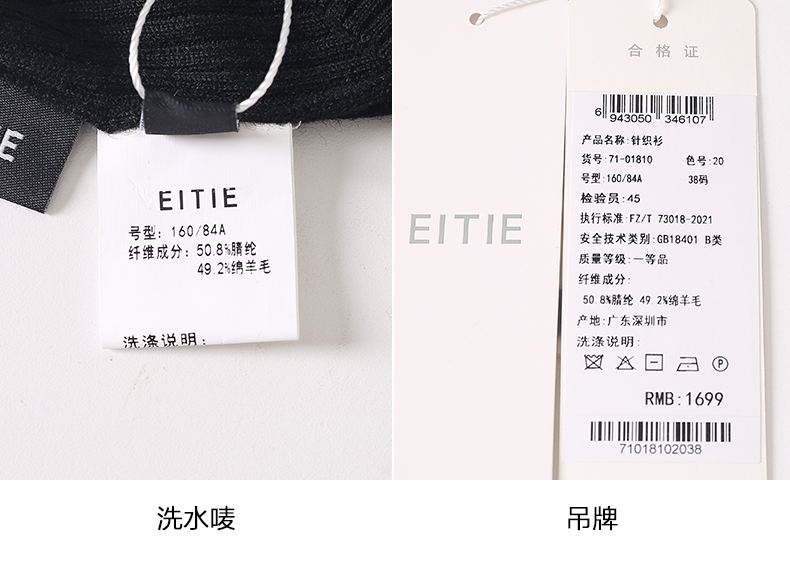 E
EITIE
号型: 160/84A
纤维成分: 50.8%腈纶
49.2%绵羊毛
洗涤说明:
EITIE
合格证
6 943050 346107
产品名称:针织衫
货号:71-01810 色号:20
号型:160/84A 38码
检验员:45
执行标准:FZ/T 73018-2021
安全技术类别:GB18401 B类
质量等级:一等品
纤维成分:
50.8%腈纶 49.2%绵羊毛
产地:广东深圳市
洗涤说明:
P
RMB:1699
71018102038
洗水唛
吊牌